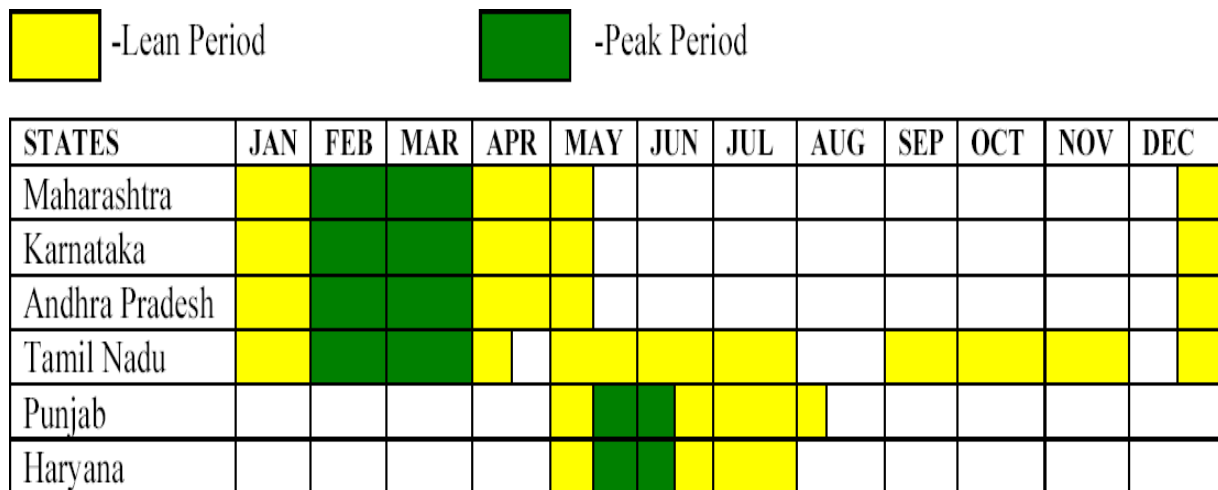 -Lean Period -Peak Period
STATES JAN FEB MAR APR MAY JUN JUL AUG SEP OCT NOV DEC
Maharashtra
Karnataka
Andhra Pradesh
Tamil Nadu
Punjab
Haryana